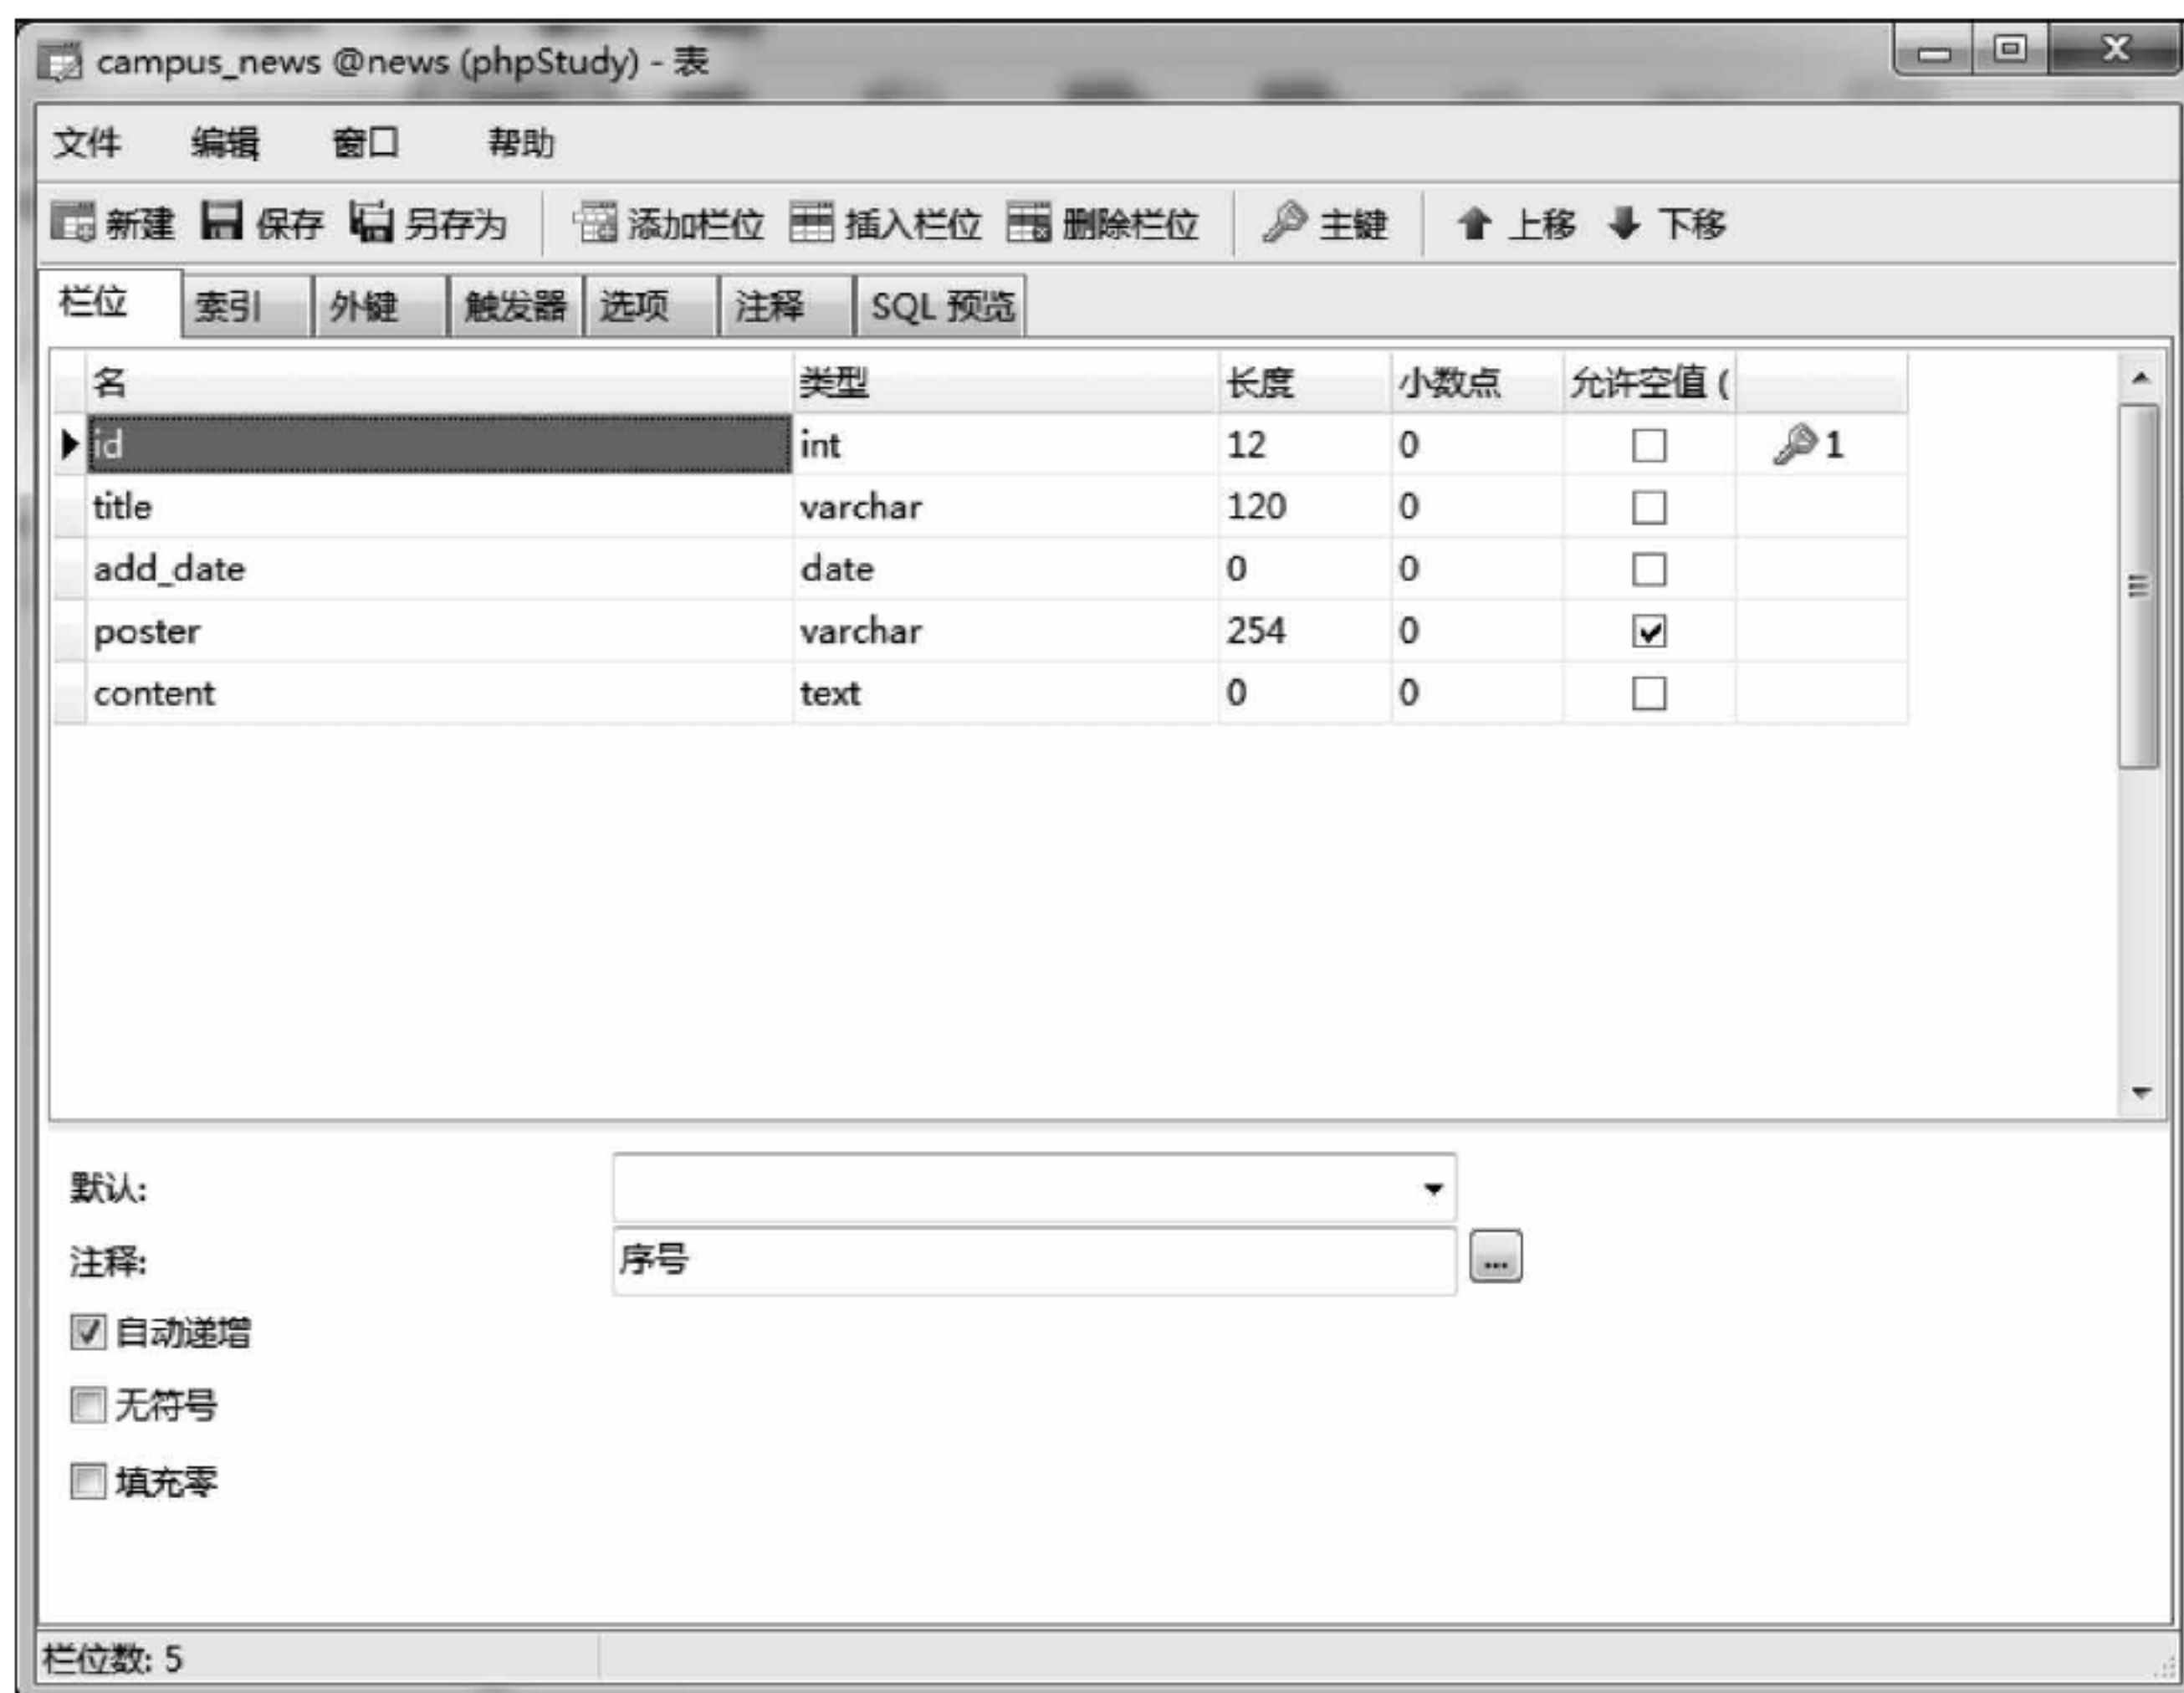 campus_news @news (phpStudy) - 表
文件 编辑 窗口 帮助
新建 保存 另存为 添加栏位 插入栏位 删除栏位 主键 上移 下移
栏位 索引 外键 触发器 选项 注释 SQL 预览
名 类型 长度 小数点 允许空值 (
id int 12 0 1
title varchar 120 0
add_date date 0 0
poster varchar 254 0
content text 0 0
默认:
注释: 序号 ...
自动递增
无符号
填充零
栏位数: 5